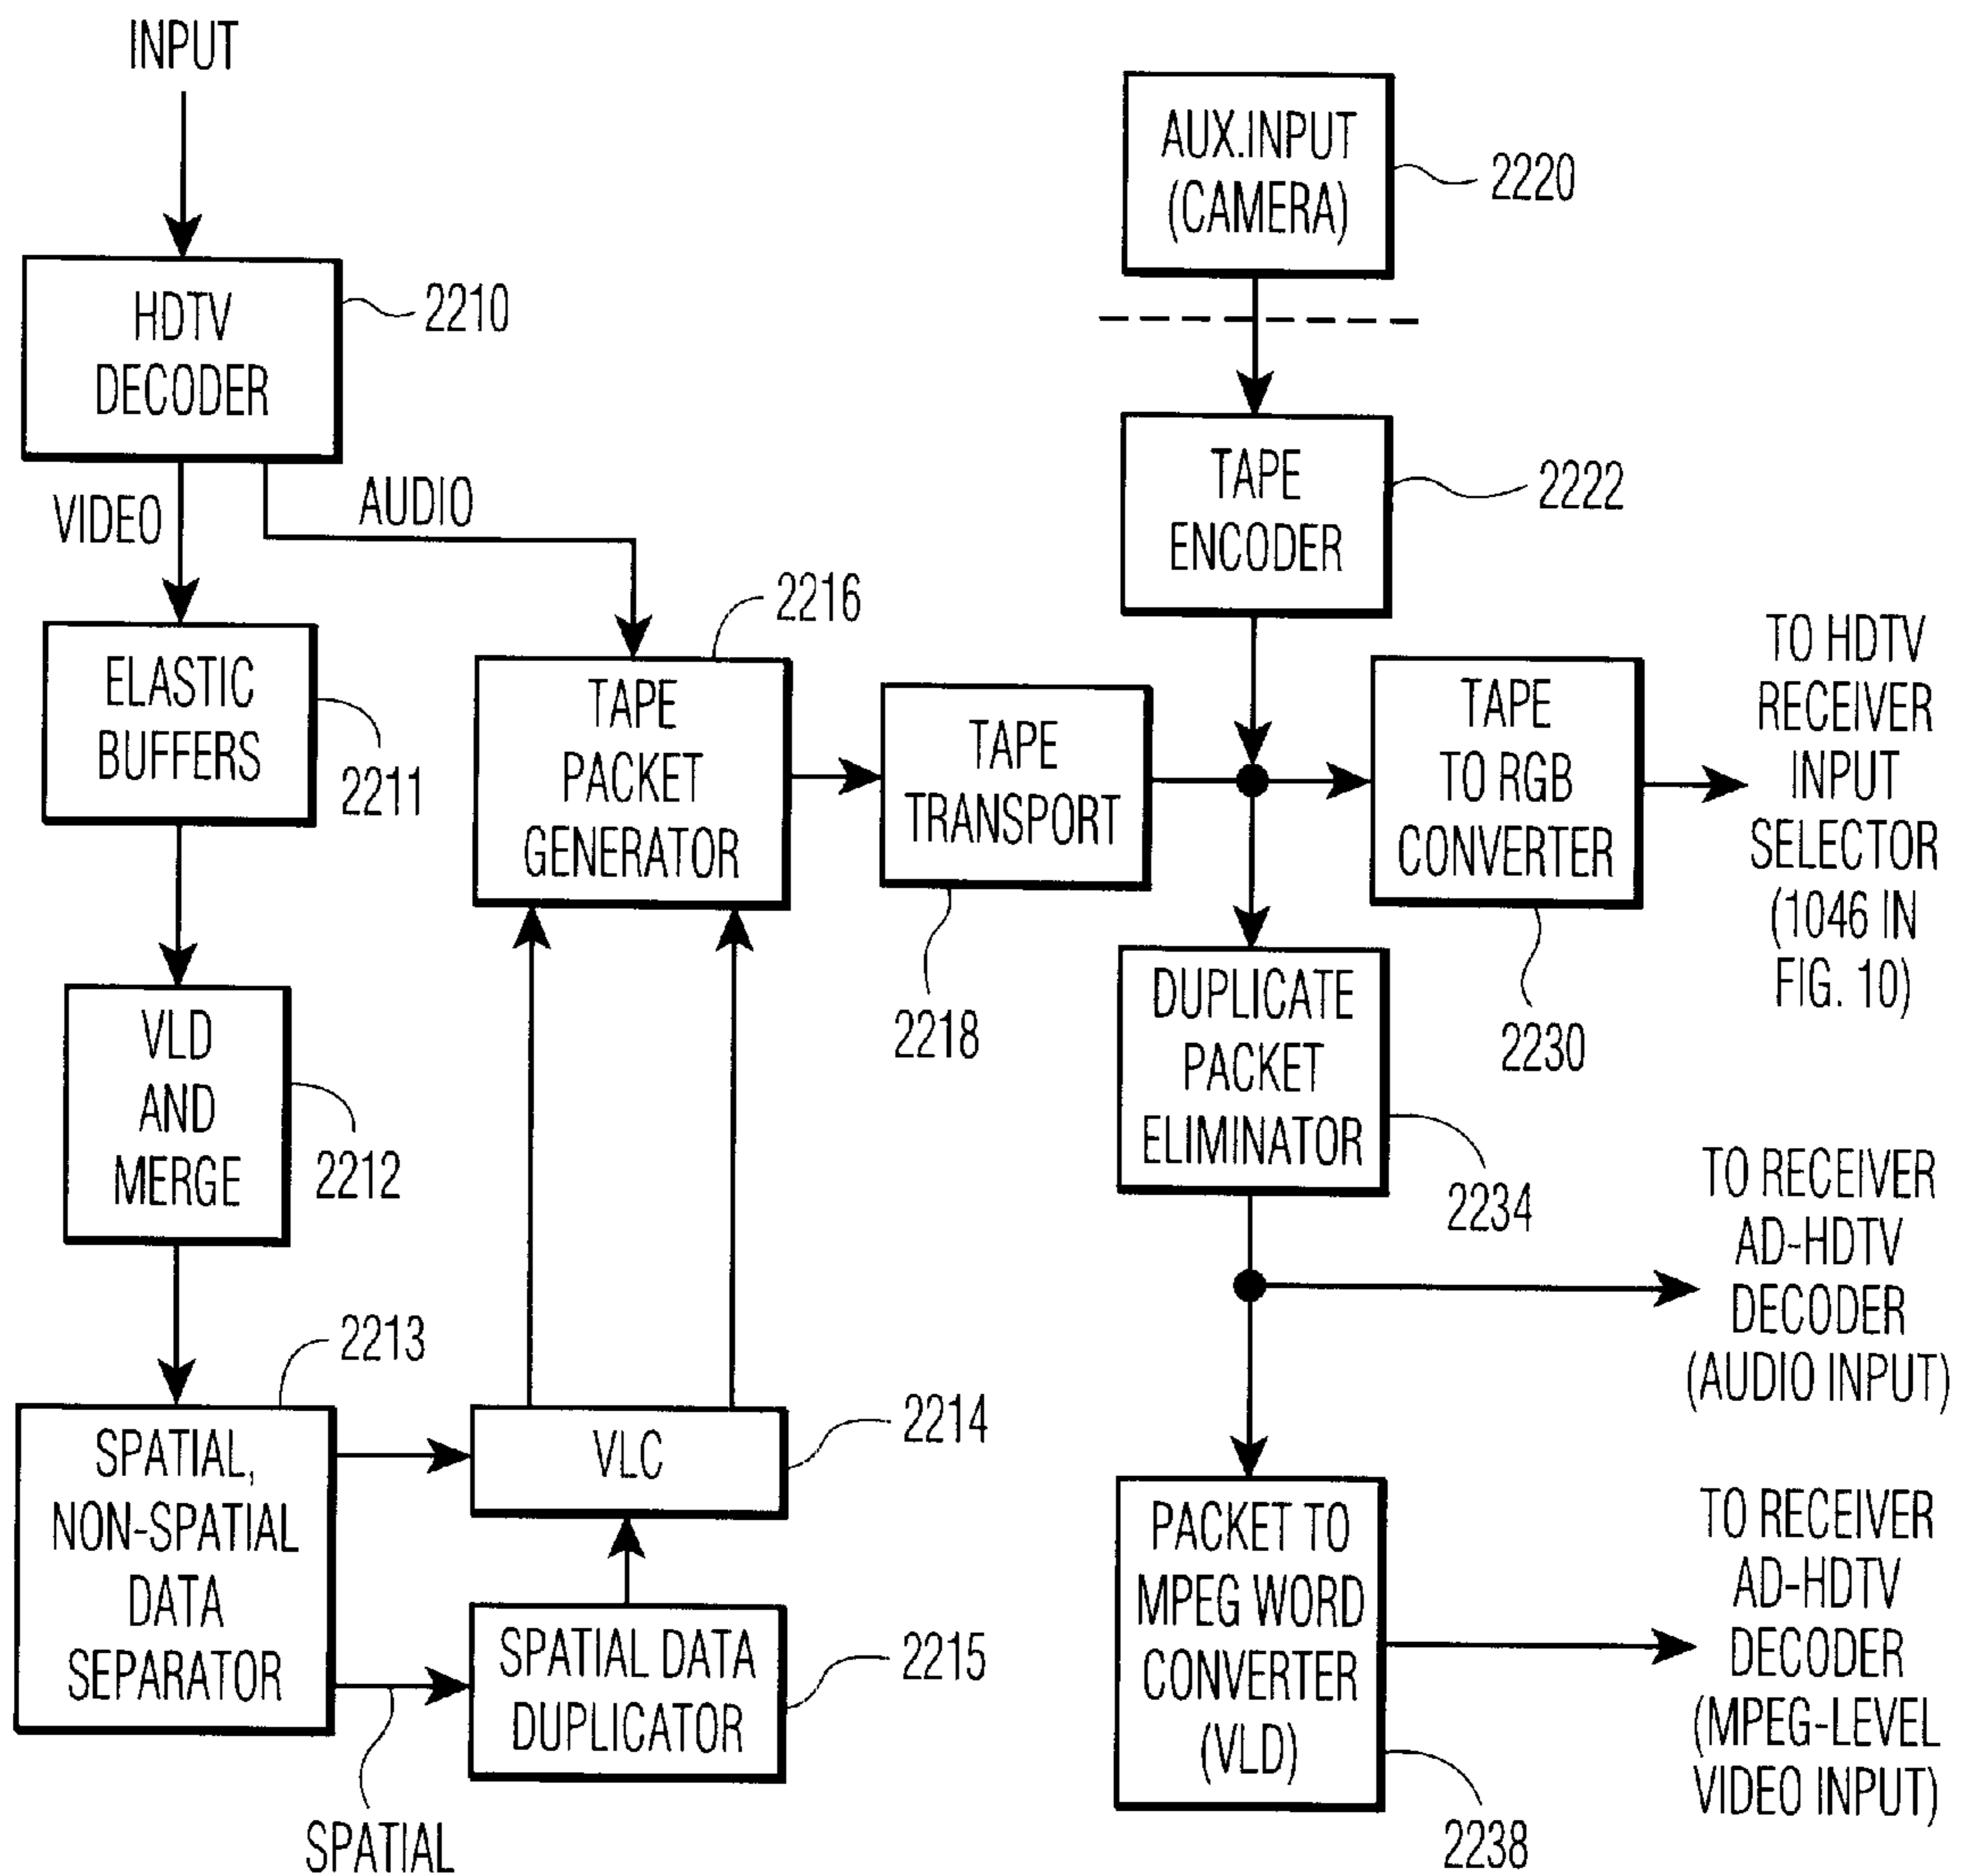 INPUT
HDTV
DECODER
2210
VIDEO
AUDIO
ELASTIC
BUFFERS
2211
VLD
AND
MERGE
2212
SPATIAL,
NON-SPATIAL
DATA
SEPARATOR
2213
SPATIAL
VLC
2214
SPATIAL DATA
DUPLICATOR
2215
TAPE
PACKET
GENERATOR
2216
TAPE
TRANSPORT
2218
AUX.INPUT
(CAMERA)
2220
TAPE
ENCODER
2222
TAPE
TO RGB
CONVERTER
2230
TO HDTV
RECEIVER
INPUT
SELECTOR
(1046 IN
FIG. 10)
DUPLICATE
PACKET
ELIMINATOR
2234
TO RECEIVER
AD-HDTV
DECODER
(AUDIO INPUT)
PACKET TO
MPEG WORD
CONVERTER
(VLD)
2238
TO RECEIVER
AD-HDTV
DECODER
(MPEG-LEVEL
VIDEO INPUT)